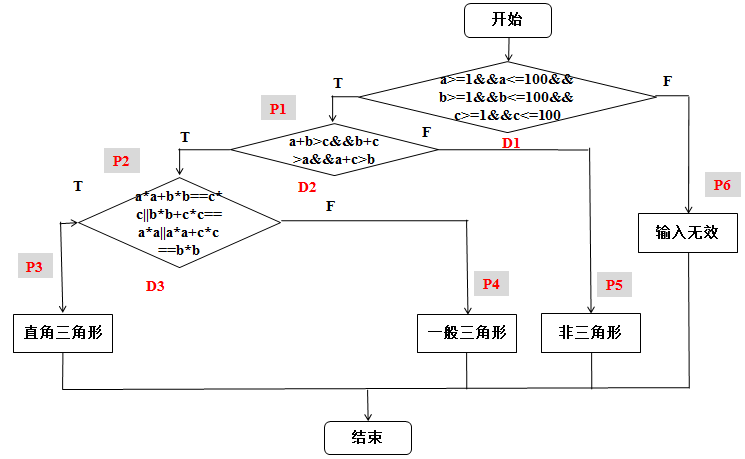 开始
a>=1&&a<=100&&
b>=1&&b<=100&&
c>=1&&c<=100
T
F
P1
D1
a+b>c&&b+c
>a&&a+c>b
T
F
P2
D2
P6
a*a+b*b==c*
c||b*b+c*c==
a*a||a*a+c*c
==b*b
T
F
输入无效
P3
D3
P4
P5
直角三角形
一般三角形
非三角形
结束